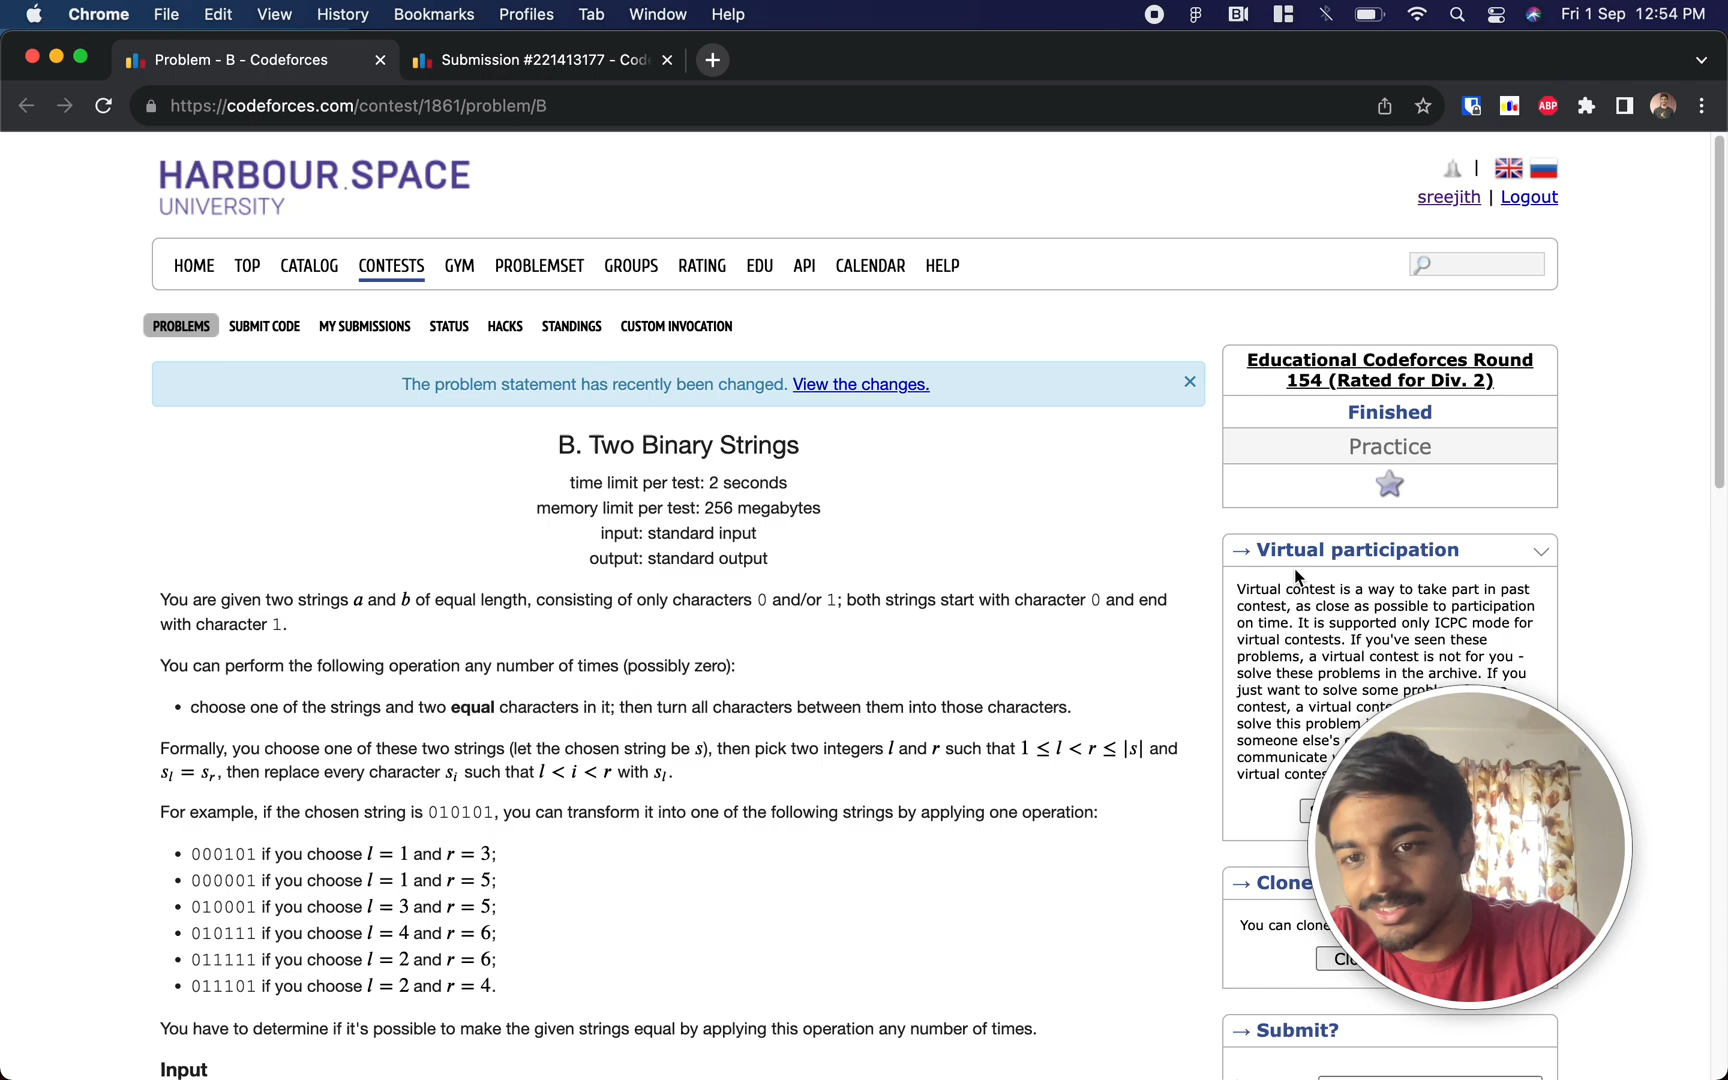 Chrome File Edit View History Bookmarks Profiles Tab Window Help Fri 1 Sep 12:54 PM
Problem - B - Codeforces Submission #221413177 - Cod
https://codeforces.com/contest/1861/problem/B ABP
HARBOUR.SPACE
UNIVERSITY
sreejith | Logout
HOME TOP CATALOG CONTESTS GYM PROBLEMSET GROUPS RATING EDU API CALENDAR HELP
PROBLEMS SUBMIT CODE MY SUBMISSIONS STATUS HACKS STANDINGS CUSTOM INVOCATION
The problem statement has recently been changed. View the changes.
B. Two Binary Strings
time limit per test: 2 seconds
memory limit per test: 256 megabytes
input: standard input
output: standard output
You are given two strings a and b of equal length, consisting of only characters 0 and/or 1; both strings start with character 0 and end
with character 1.
You can perform the following operation any number of times (possibly zero):
• choose one of the strings and two equal characters in it; then turn all characters between them into those characters.
Formally, you choose one of these two strings (let the chosen string be s), then pick two integers l and r such that 1 ≤ l < r ≤ |s| and
sₗ = sᵣ, then replace every character sᵢ such that l < i < r with sₗ.
For example, if the chosen string is 010101, you can transform it into one of the following strings by applying one operation:
• 000101 if you choose l = 1 and r = 3;
• 000001 if you choose l = 1 and r = 5;
• 010001 if you choose l = 3 and r = 5;
• 010111 if you choose l = 4 and r = 6;
• 011111 if you choose l = 2 and r = 6;
• 011101 if you choose l = 2 and r = 4.
You have to determine if it's possible to make the given strings equal by applying this operation any number of times.
Input
Educational Codeforces Round
154 (Rated for Div. 2)
Finished
Practice
→ Virtual participation
Virtual contest is a way to take part in past
contest, as close as possible to participation
on time. It is supported only ICPC mode for
virtual contests. If you've seen these
problems, a virtual contest is not for you -
solve these problems in the archive. If you
just want to solve some
contest, a virtual
solve this problem
someone else's
communicate
virtual
→ Clone
You can clone
→ Submit?